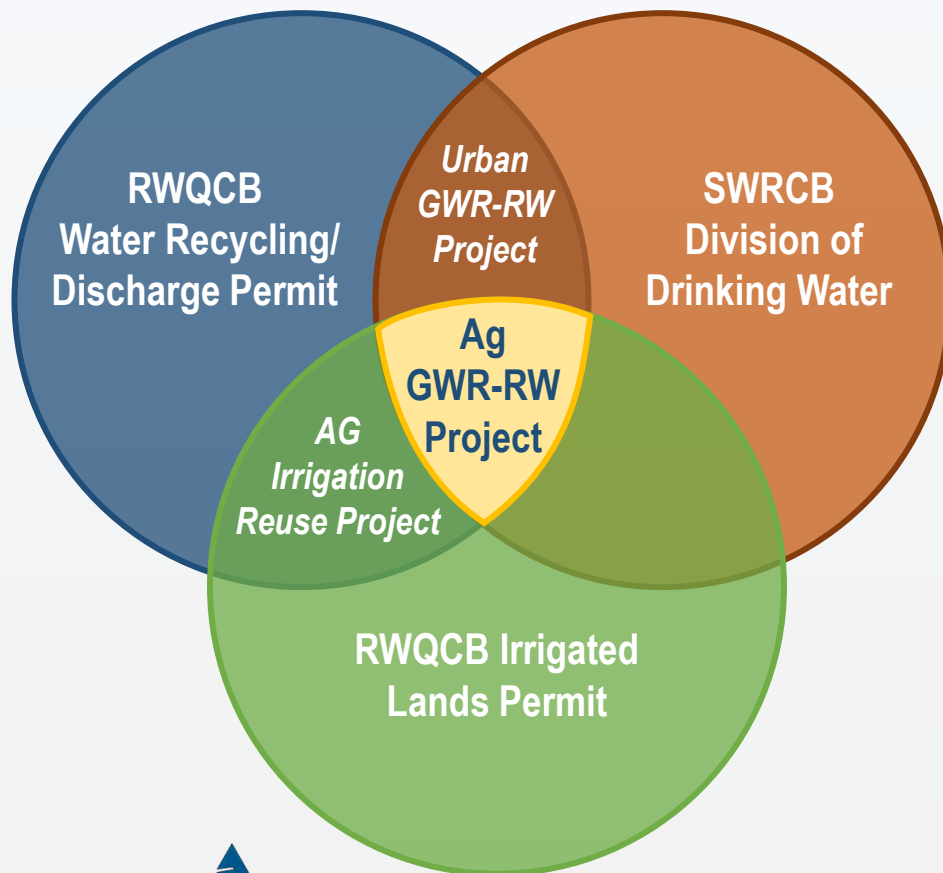 RWQCB
Water Recycling/
Discharge Permit
Urban
GWR-RW
Project
SWRCB
Division of
Drinking Water
Ag
GWR-RW
Project
AG
Irrigation
Reuse Project
RWQCB Irrigated
Lands Permit